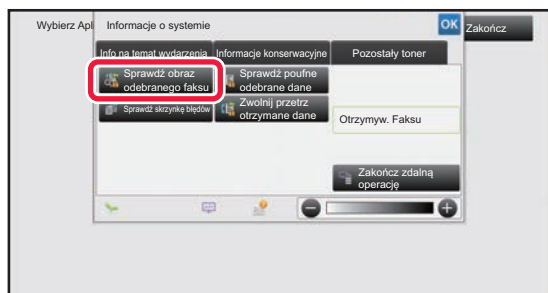 Wybierz Apl
Informacje o systemie
OK
Zakończ
Info na temat wydarzenia
Informacje konserwacyjne
Pozostały toner
Sprawdź obraz
odebranego faksu
Sprawdź poufne
odebrane dane
Sprawdź skrzynkę błędów
Zwolnij przetrz
otrzymane dane
Otrzymyw. Faksu
Zakończ zdalną
operację